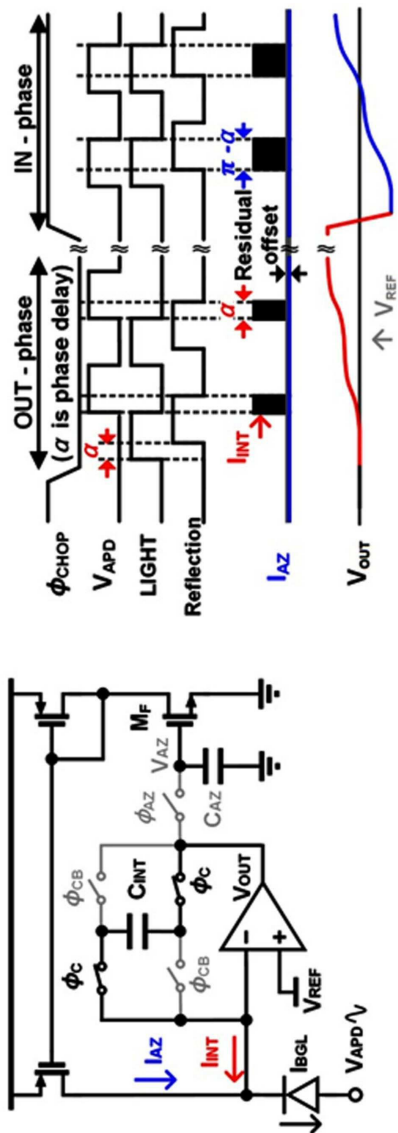 OUT - phase
IN - phase
(α is phase delay)
ΦCHOP
VAPD
LIGHT
Reflection
α
π - α
α
Residual
offset
IINT
IAZ
VOUT
VREF
MF
VAZ
ΦAZ
CAZ
ΦCB
CINT
ΦC
ΦC
ΦCB
VOUT
VREF
IAZ
IINT
IBGL
VAPD